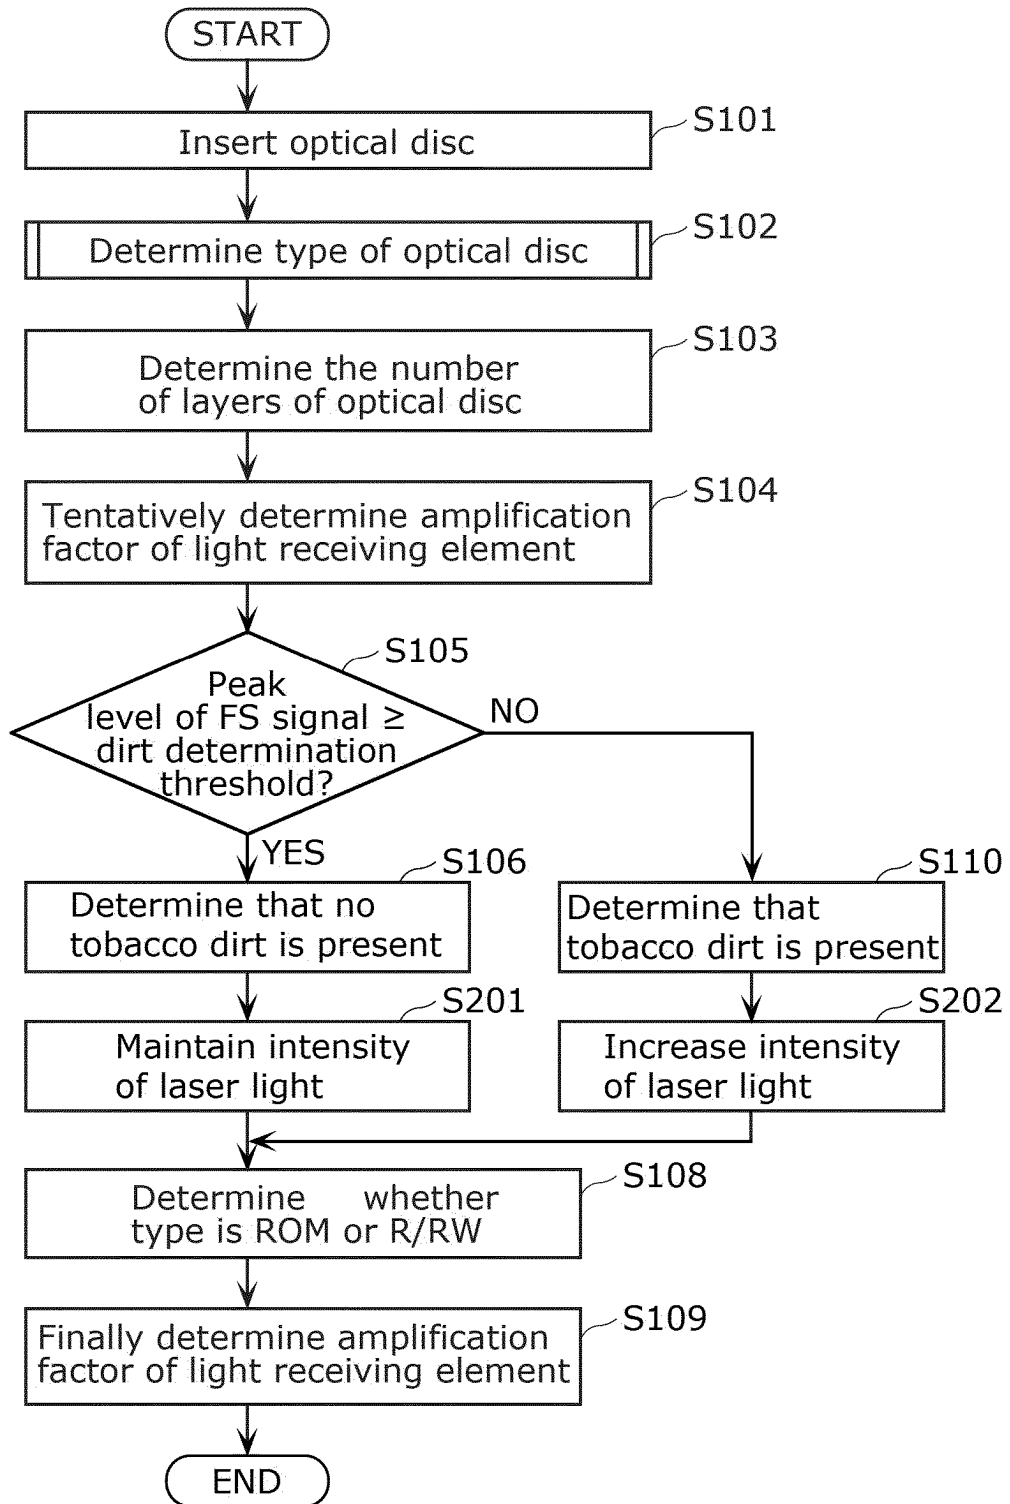 START
Insert optical disc
S101
Determine type of optical disc
S102
Determine the number
of layers of optical disc
S103
Tentatively determine amplification
factor of light receiving element
S104
Peak
level of FS signal ≥
dirt determination
threshold?
S105
NO
YES
Determine that no
tobacco dirt is present
S106
Determine that
tobacco dirt is present
S110
Maintain intensity
of laser light
S201
Increase intensity
of laser light
S202
Determine whether
type is ROM or R/RW
S108
Finally determine amplification
factor of light receiving element
S109
END